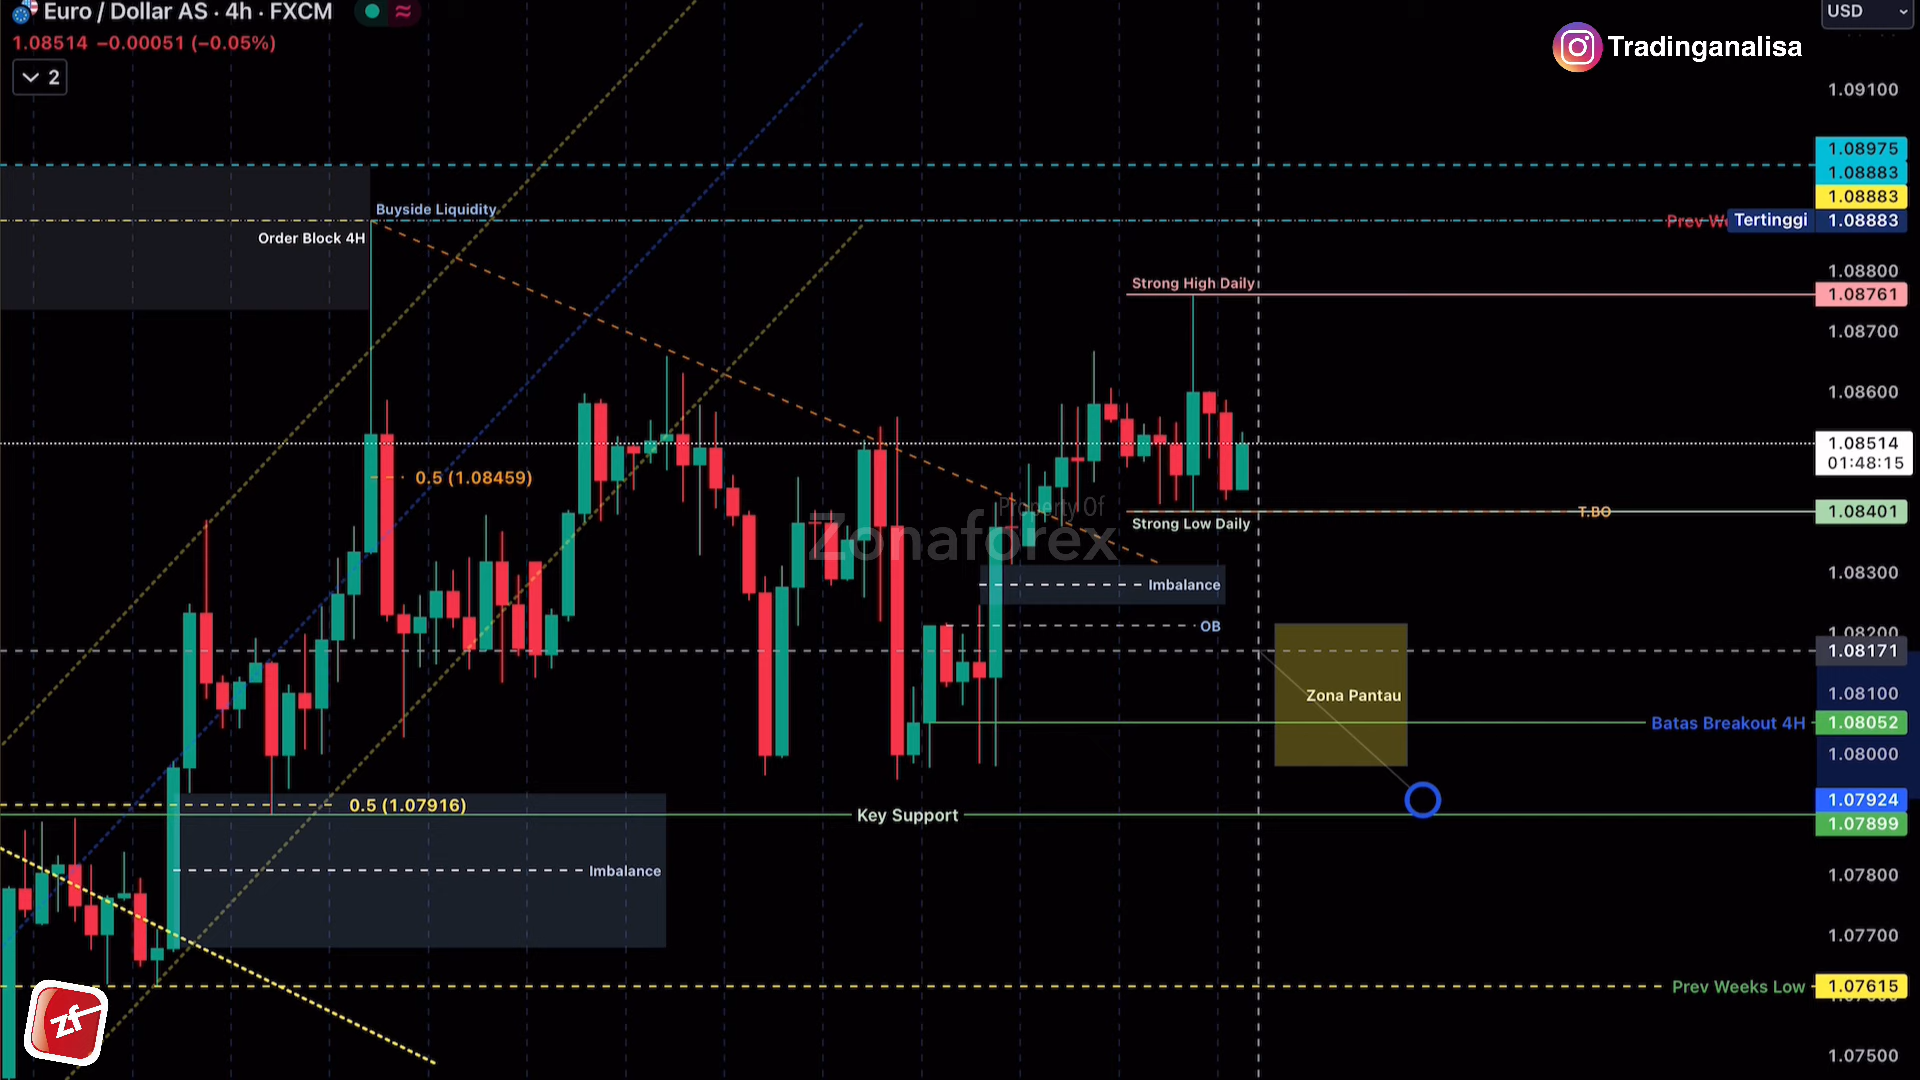 Euro / Dollar AS · 4h · FXCM
1.08514 −0.00051 (−0.05%)
2
USD
Tradinganalisa
1.09100
1.08975
1.08883
1.08883
Buyside Liquidity
Prev We
Tertinggi
1.08883
Order Block 4H
1.08800
Strong High Daily
1.08761
1.08700
1.08600
1.08514
01:48:15
0.5 (1.08459)
Property Of
Zonaforex
T.BO
1.08401
Strong Low Daily
1.08300
Imbalance
OB
1.08200
1.08171
Zona Pantau
1.08100
Batas Breakout 4H
1.08052
1.08000
0.5 (1.07916)
1.07924
Key Support
1.07899
Imbalance
1.07800
1.07700
Prev Weeks Low
1.07615
zf
1.07500